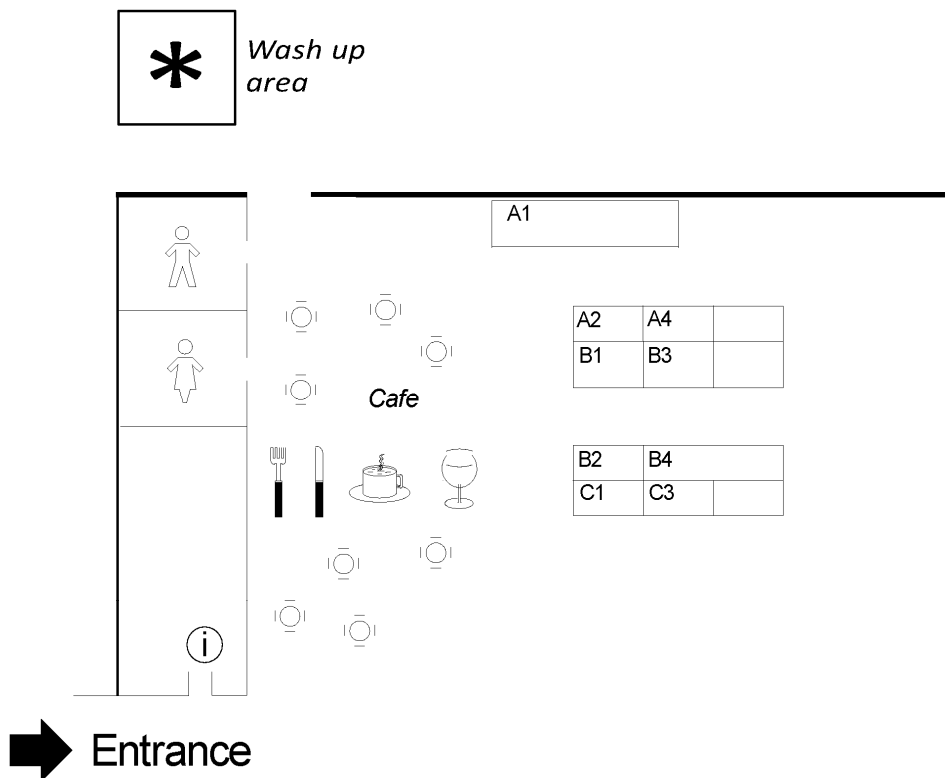 *
Wash up
area
A1
A2 A4
B1 B3
Cafe
B2 B4
C1 C3
i
Entrance